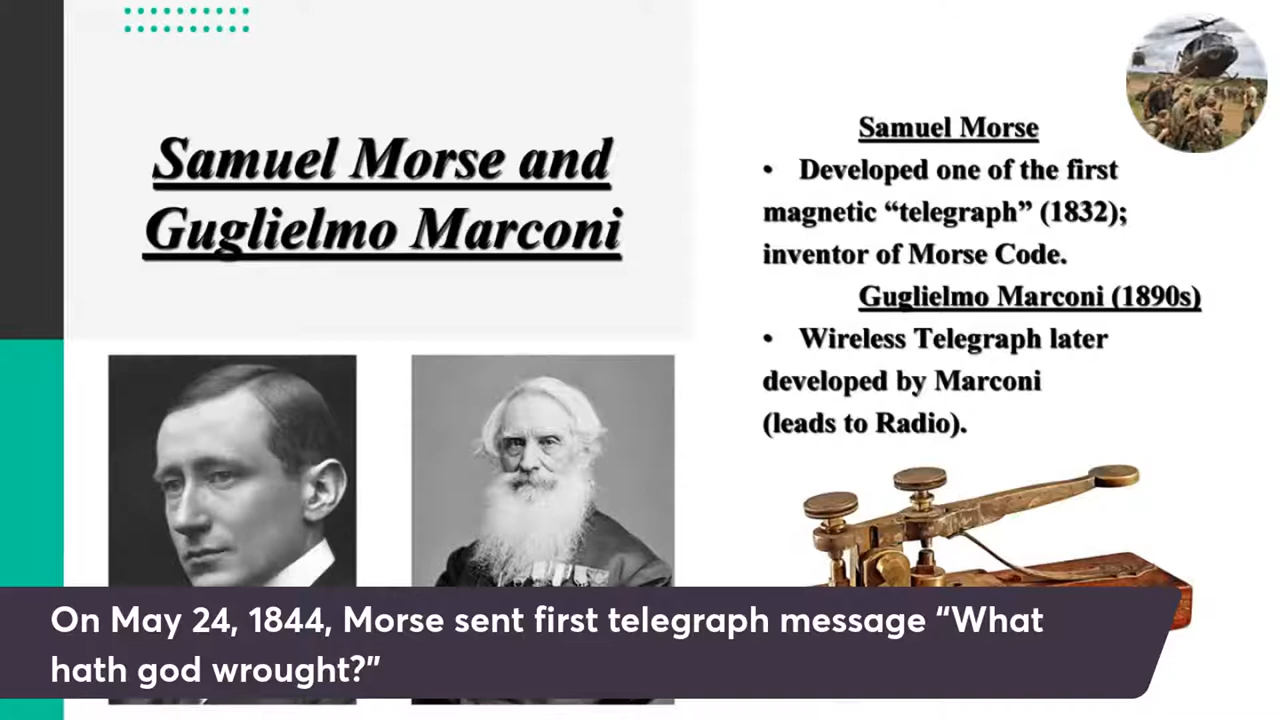 Samuel Morse and
Guglielmo Marconi
Samuel Morse
• Developed one of the first
magnetic “telegraph” (1832);
inventor of Morse Code.
Guglielmo Marconi (1890s)
• Wireless Telegraph later
developed by Marconi
(leads to Radio).
On May 24, 1844, Morse sent first telegraph message “What
hath god wrought?”